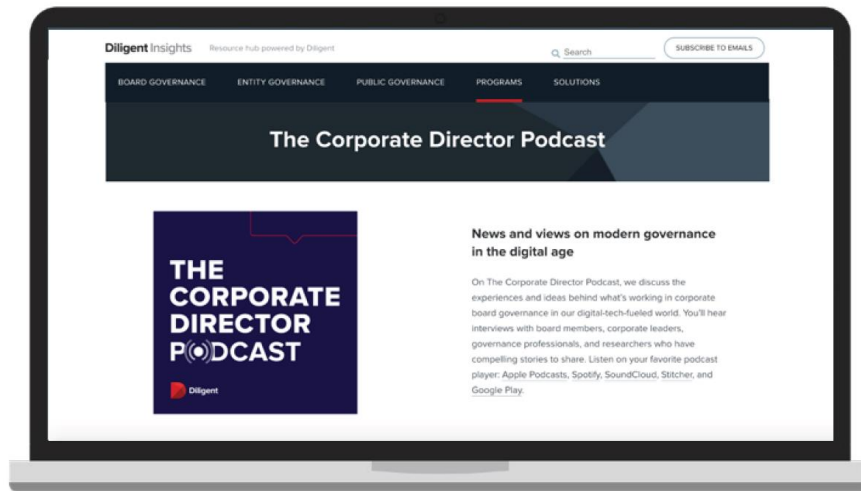 Diligent Insights Resource hub powered by Diligent Search SUBSCRIBE TO EMAILS
BOARD GOVERNANCE ENTITY GOVERNANCE PUBLIC GOVERNANCE PROGRAMS SOLUTIONS
The Corporate Director Podcast
THE
CORPORATE
DIRECTOR
PODCAST
Diligent
News and views on modern governance
in the digital age
On The Corporate Director Podcast, we discuss the
experiences and ideas behind what's working in corporate
board governance in our digital-tech-fueled world. You'll hear
interviews with board members, corporate leaders,
governance professionals, and researchers who have
compelling stories to share. Listen on your favorite podcast
player: Apple Podcasts, Spotify, SoundCloud, Stitcher, and
Google Play.